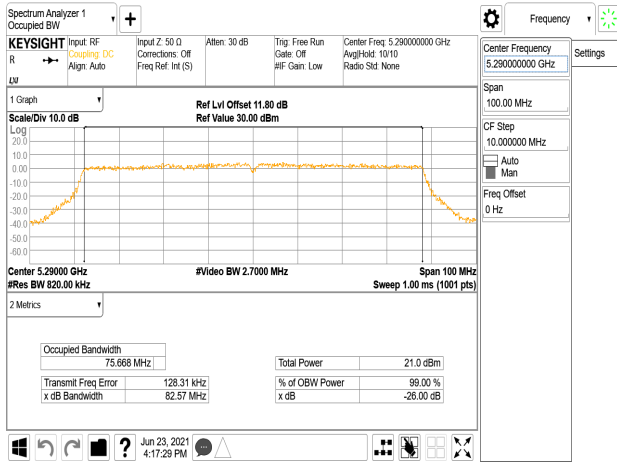 Spectrum Analyzer 1
Occupied BW
Frequency
KEYSIGHT
R
Input: RF
Coupling: DC
Align: Auto
Input Z: 50 Ω
Corrections: Off
Freq Ref: Int (S)
Atten: 30 dB
Trig: Free Run
Gate: Off
#IF Gain: Low
Center Freq: 5.290000000 GHz
Avg|Hold: 10/10
Radio Std: None
Center Frequency
5.290000000 GHz
Settings
Span
100.00 MHz
CF Step
10.000000 MHz
Auto
Man
Freq Offset
0 Hz
1 Graph
Scale/Div 10.0 dB
Ref Lvl Offset 11.80 dB
Ref Value 30.00 dBm
Log
20.0
10.0
0.00
-10.0
-20.0
-30.0
-40.0
-50.0
-60.0
Center 5.29000 GHz
#Res BW 820.00 kHz
#Video BW 2.7000 MHz
Span 100 MHz
Sweep 1.00 ms (1001 pts)
2 Metrics
Occupied Bandwidth
75.668 MHz
Total Power 21.0 dBm
Transmit Freq Error 128.31 kHz
% of OBW Power 99.00 %
x dB Bandwidth 82.57 MHz
x dB -26.00 dB
?
Jun 23, 2021
4:17:29 PM